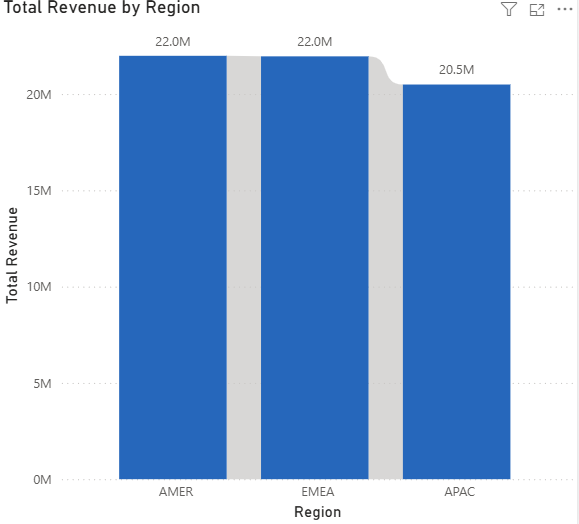 Total Revenue by Region
22.0M
22.0M
20.5M
20M
15M
10M
5M
0M
Total Revenue
AMER
EMEA
APAC
Region